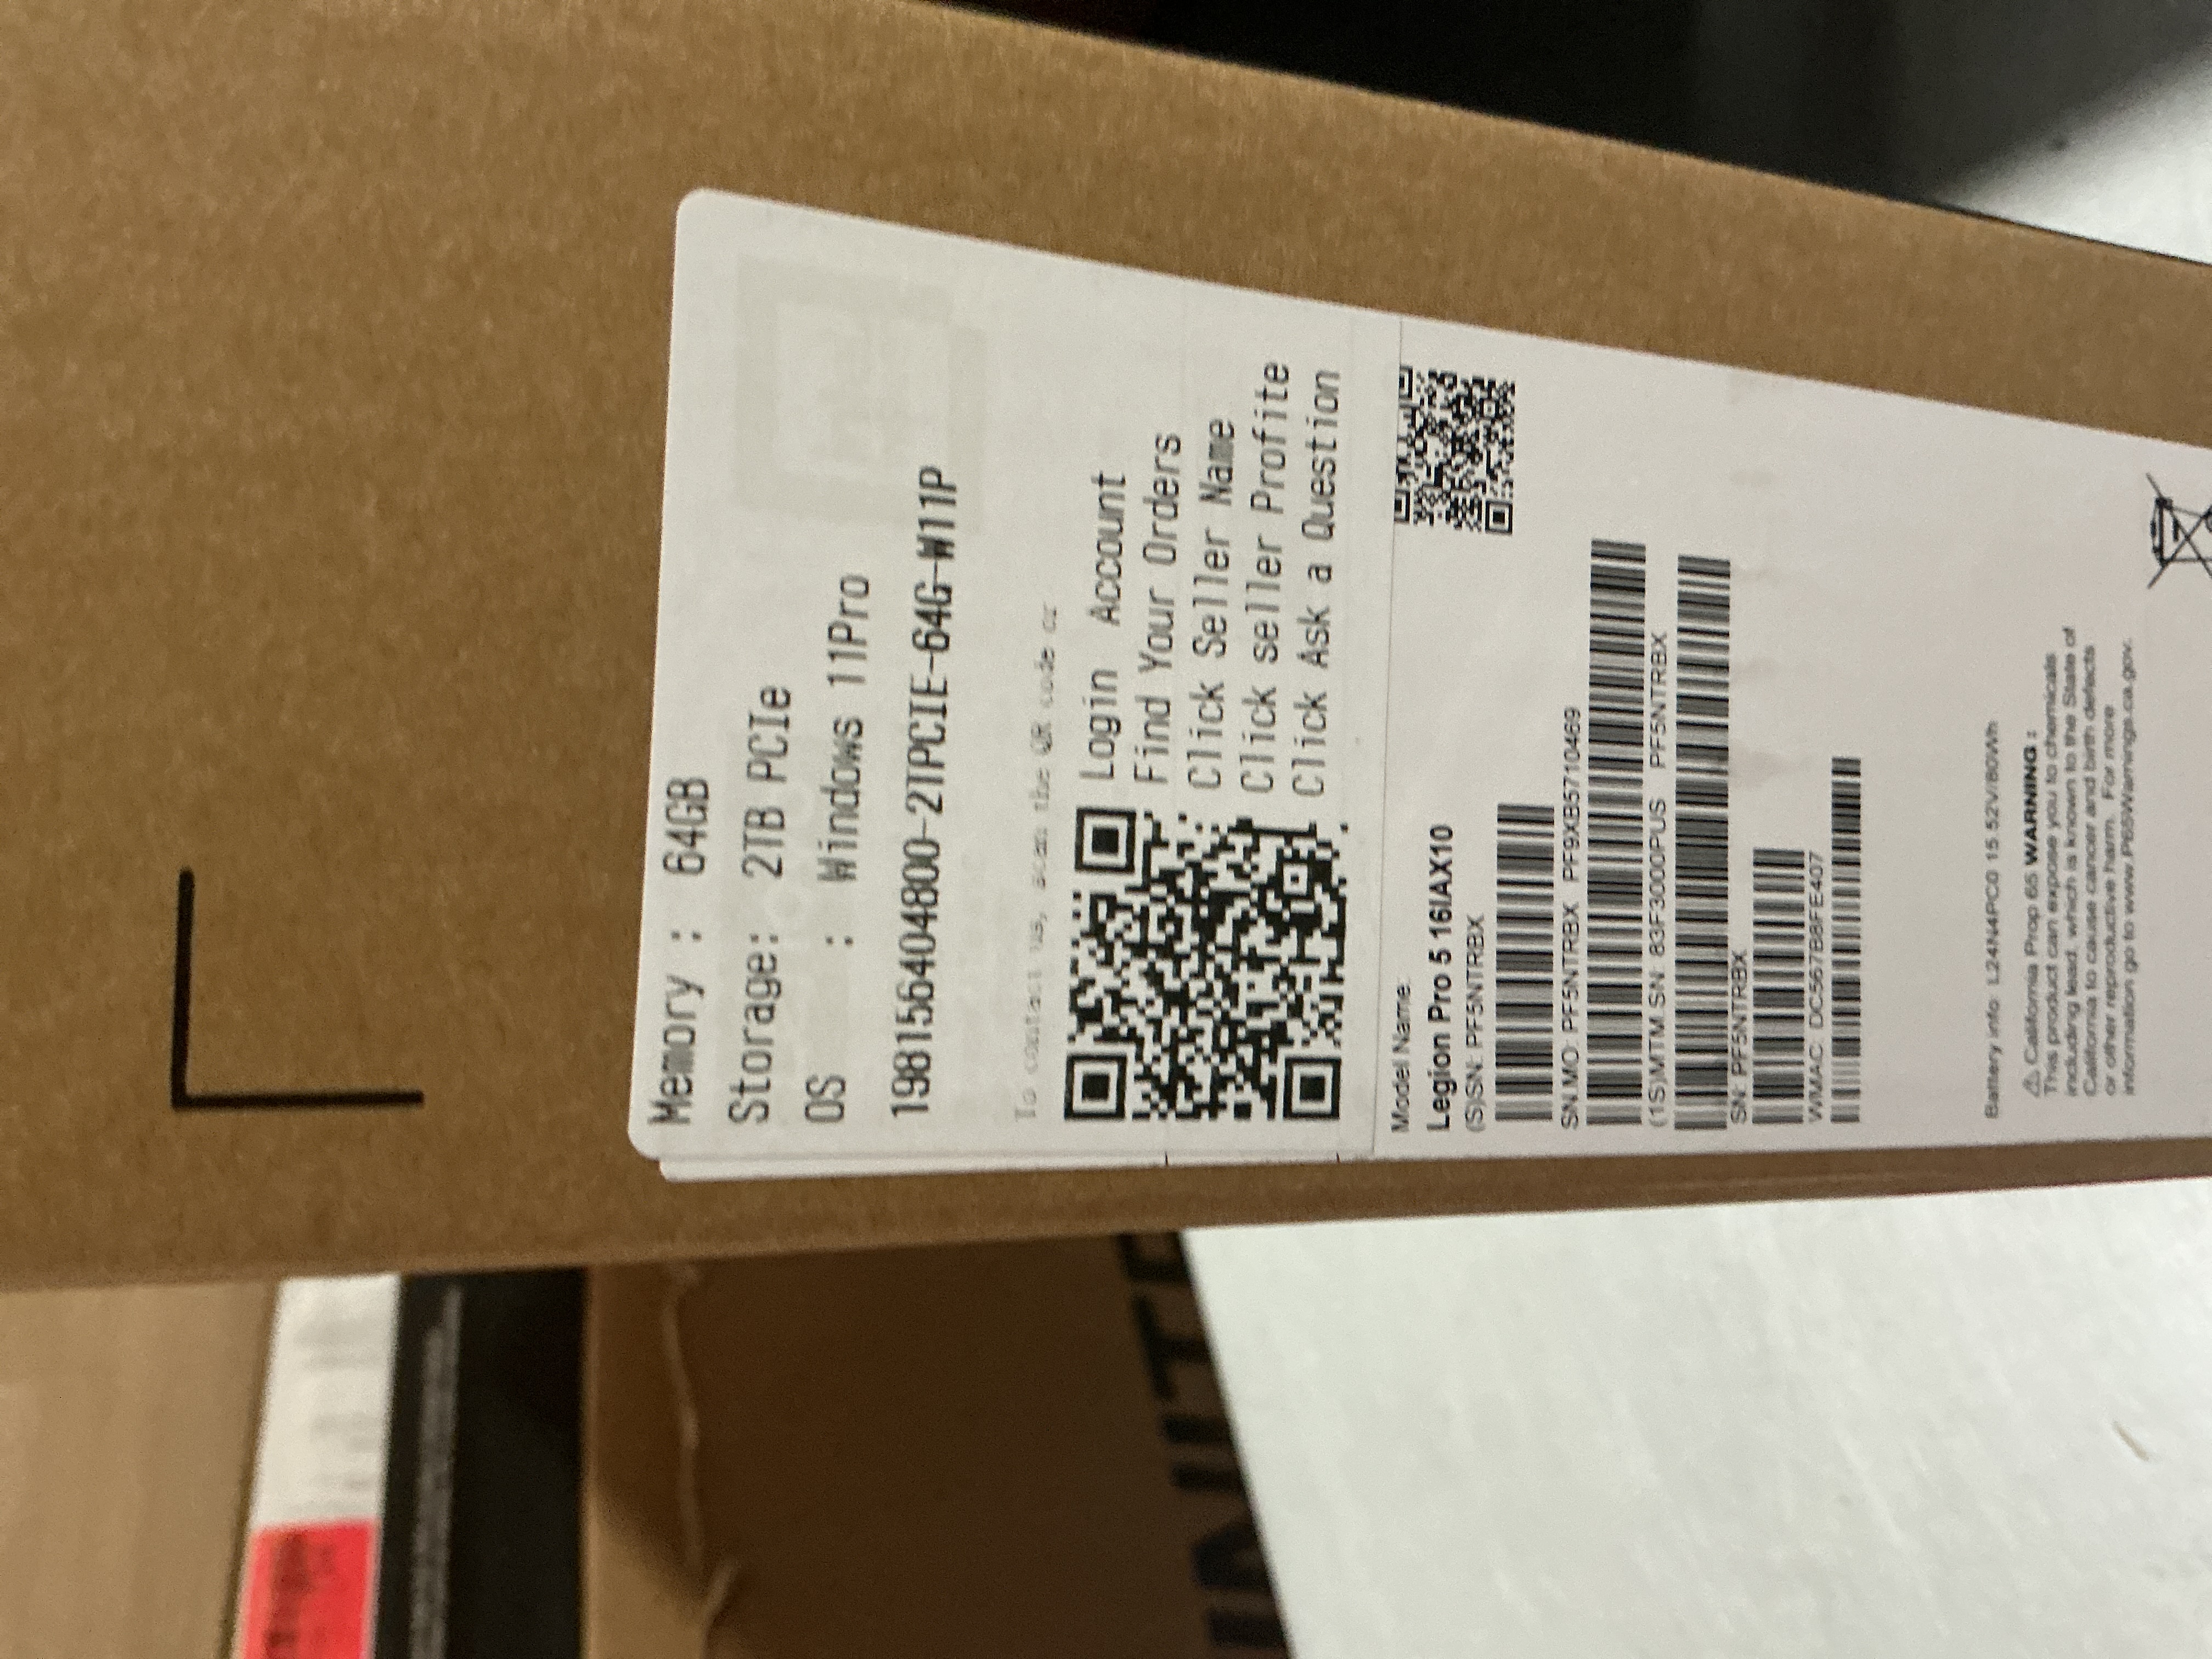 Memory : 64GB
Storage: 2TB PCIe
OS : Windows 11Pro
198156404800-2TPCIE-64G-W11P
To contact us, scan the QR code or
Login Account
Find Your Orders
Click Seller Name
Click seller Profite
Click Ask a Question
Model Name:
Legion Pro 5 16IAX10
(S)SN: PF5NTRBX
SN,MO: PF5NTRBX PF9XB5710469
(1S)MTM,SN: 83F3000PUS PF5NTRBX
SN: PF5NTRBX
WMAC: DC567B8FE407
Battery info: L24N4PC0 15.52V/80Wh
⚠ California Prop 65 WARNING :
This product can expose you to chemicals
including lead, which is known to the State of
California to cause cancer and birth defects
or other reproductive harm. For more
information go to www.P65Warnings.ca.gov.
UNITE